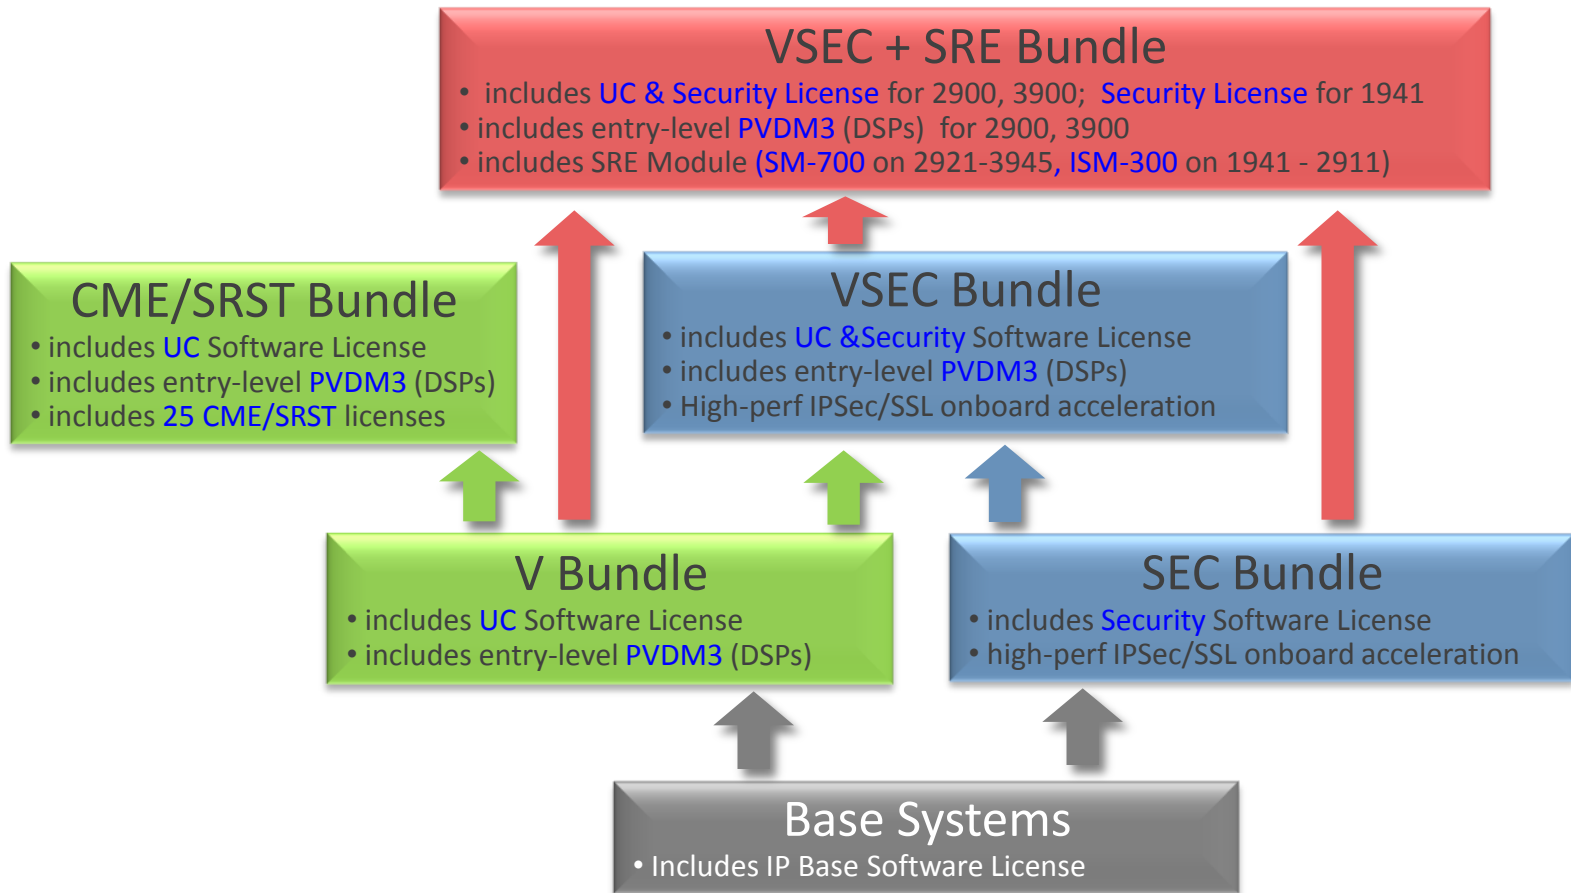 VSEC + SRE Bundle
• includes UC & Security License for 2900, 3900; Security License for 1941
• includes entry-level PVDM3 (DSPs) for 2900, 3900
• includes SRE Module (SM-700 on 2921-3945, ISM-300 on 1941 - 2911)
CME/SRST Bundle
• includes UC Software License
• includes entry-level PVDM3 (DSPs)
• includes 25 CME/SRST licenses
VSEC Bundle
• includes UC &Security Software License
• includes entry-level PVDM3 (DSPs)
• High-perf IPSec/SSL onboard acceleration
V Bundle
• includes UC Software License
• includes entry-level PVDM3 (DSPs)
SEC Bundle
• includes Security Software License
• high-perf IPSec/SSL onboard acceleration
Base Systems
• Includes IP Base Software License